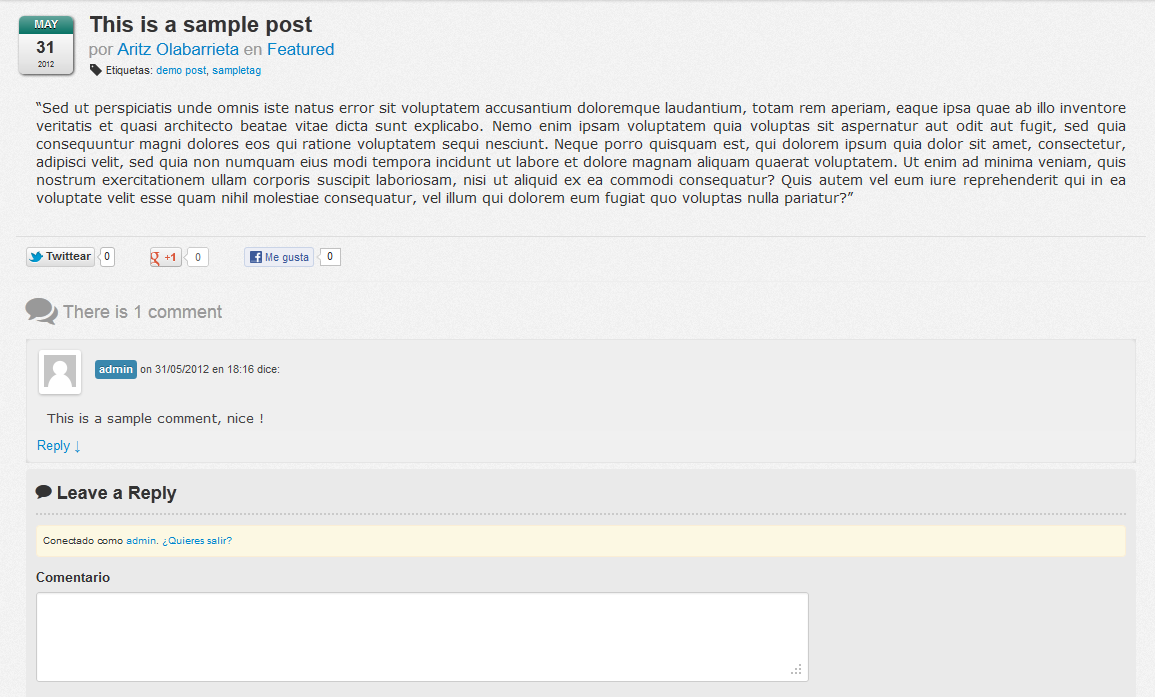 MAY
31
2012
This is a sample post
por Aritz Olabarrieta en Featured
Etiquetas: demo post, sampletag
“Sed ut perspiciatis unde omnis iste natus error sit voluptatem accusantium doloremque laudantium, totam rem aperiam, eaque ipsa quae ab illo inventore
veritatis et quasi architecto beatae vitae dicta sunt explicabo. Nemo enim ipsam voluptatem quia voluptas sit aspernatur aut odit aut fugit, sed quia
consequuntur magni dolores eos qui ratione voluptatem sequi nesciunt. Neque porro quisquam est, qui dolorem ipsum quia dolor sit amet, consectetur,
adipisci velit, sed quia non numquam eius modi tempora incidunt ut labore et dolore magnam aliquam quaerat voluptatem. Ut enim ad minima veniam, quis
nostrum exercitationem ullam corporis suscipit laboriosam, nisi ut aliquid ex ea commodi consequatur? Quis autem vel eum iure reprehenderit qui in ea
voluptate velit esse quam nihil molestiae consequatur, vel illum qui dolorem eum fugiat quo voluptas nulla pariatur?”
Twittear 0 g +1 0 f Me gusta 0
There is 1 comment
admin on 31/05/2012 en 18:16 dice:
This is a sample comment, nice !
Reply ↓
Leave a Reply
Conectado como admin. ¿Quieres salir?
Comentario